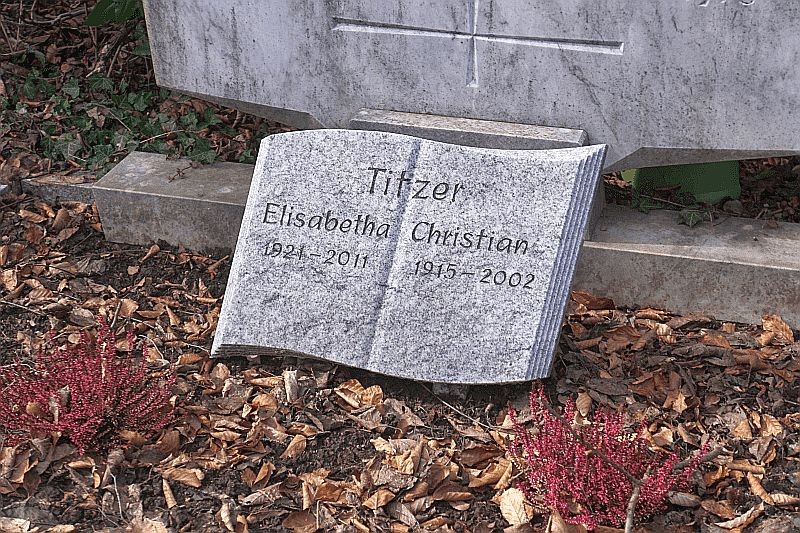 Titzer
Elisabetha Christian
1921-2011 1915-2002